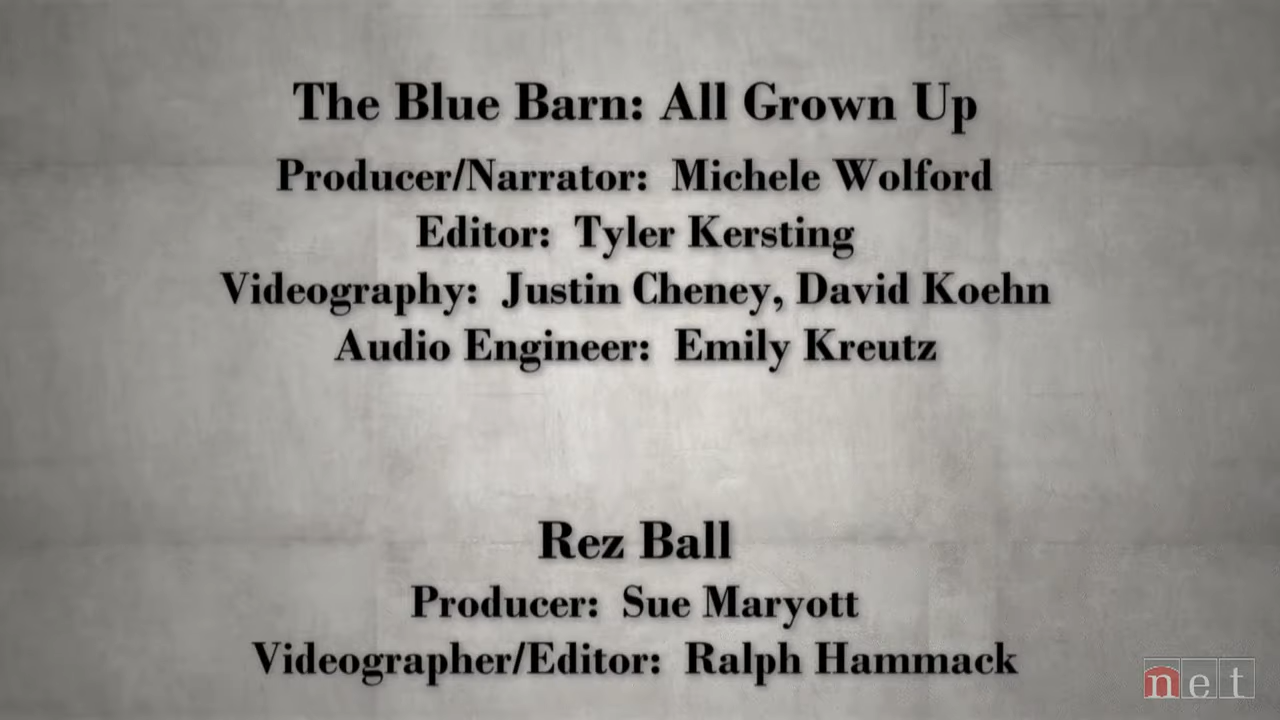 The Blue Barn: All Grown Up
Producer/Narrator: Michele Wolford
Editor: Tyler Kersting
Videography: Justin Cheney, David Koehn
Audio Engineer: Emily Kreutz
Rez Ball
Producer: Sue Maryott
Videographer/Editor: Ralph Hammack
net